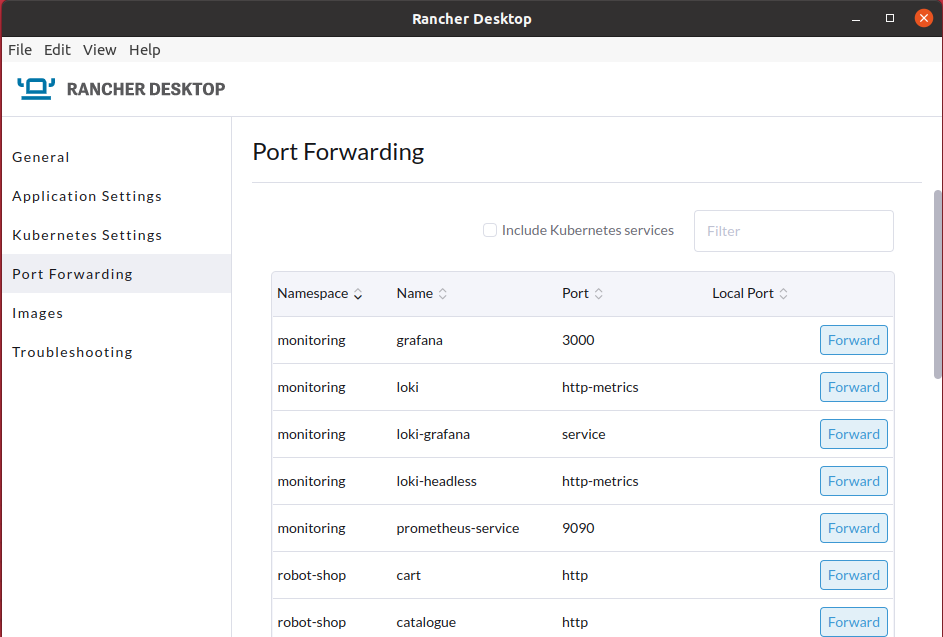 Rancher Desktop
File Edit View Help
RANCHER DESKTOP
General
Application Settings
Kubernetes Settings
Port Forwarding
Images
Troubleshooting
Port Forwarding
Include Kubernetes services Filter
Namespace Name Port Local Port
monitoring grafana 3000 Forward
monitoring loki http-metrics Forward
monitoring loki-grafana service Forward
monitoring loki-headless http-metrics Forward
monitoring prometheus-service 9090 Forward
robot-shop cart http Forward
robot-shop catalogue http Forward